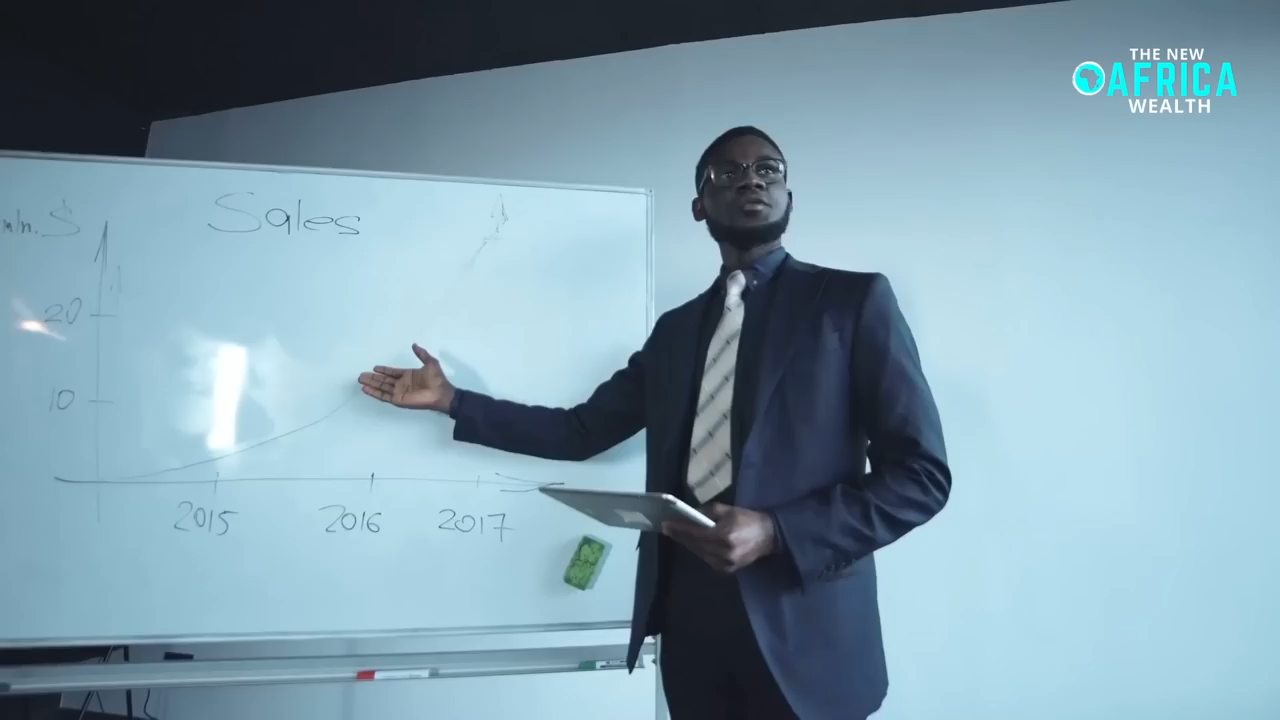 THE NEW
AFRICA
WEALTH
Sales
mln. $
20
10
2015 2016 2017